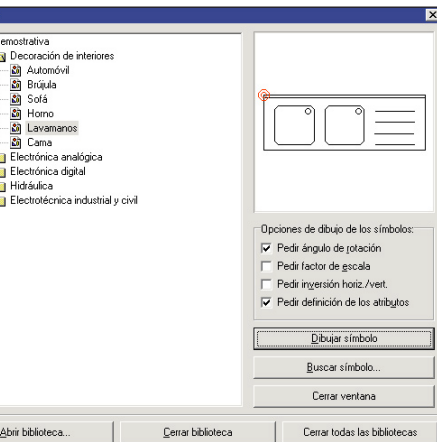 emostrativa
Decoración de interiores
Automóvil
Brújula
Sofá
Horno
Lavamanos
Cama
Electrónica analógica
Electrónica digital
Hidráulica
Electrotécnica industrial y civil
Opciones de dibujo de los símbolos:
Pedir ángulo de rotación
Pedir factor de escala
Pedir inversión horiz./vert.
Pedir definición de los atributos
Dibujar símbolo
Buscar símbolo...
Cerrar ventana
Abrir biblioteca...
Cerrar biblioteca
Cerrar todas las bibliotecas